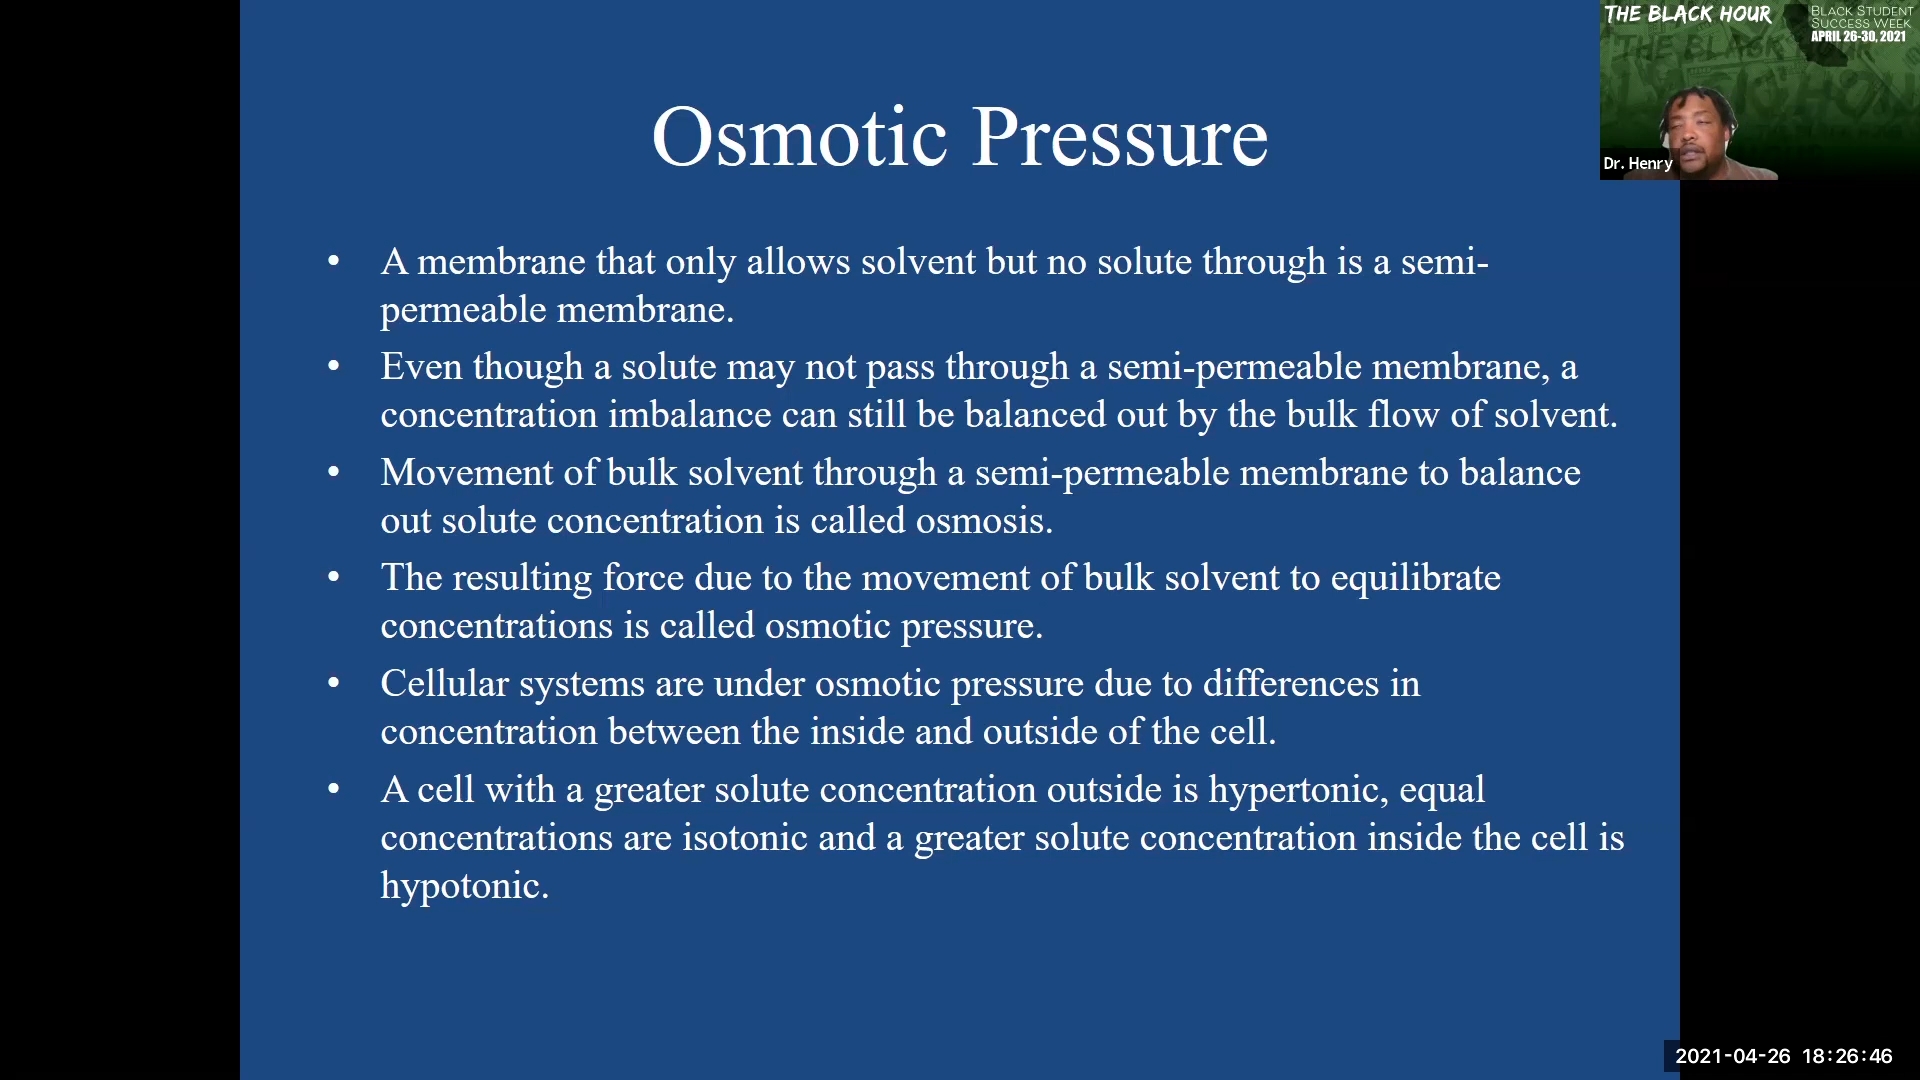 THE BLACK HOUR
BLACK STUDENT
SUCCESS WEEK
APRIL 26-30, 2021
Dr. Henry
Osmotic Pressure
• A membrane that only allows solvent but no solute through is a semi-
permeable membrane.
• Even though a solute may not pass through a semi-permeable membrane, a
concentration imbalance can still be balanced out by the bulk flow of solvent.
• Movement of bulk solvent through a semi-permeable membrane to balance
out solute concentration is called osmosis.
• The resulting force due to the movement of bulk solvent to equilibrate
concentrations is called osmotic pressure.
• Cellular systems are under osmotic pressure due to differences in
concentration between the inside and outside of the cell.
• A cell with a greater solute concentration outside is hypertonic, equal
concentrations are isotonic and a greater solute concentration inside the cell is
hypotonic.
2021-04-26 18:26:46